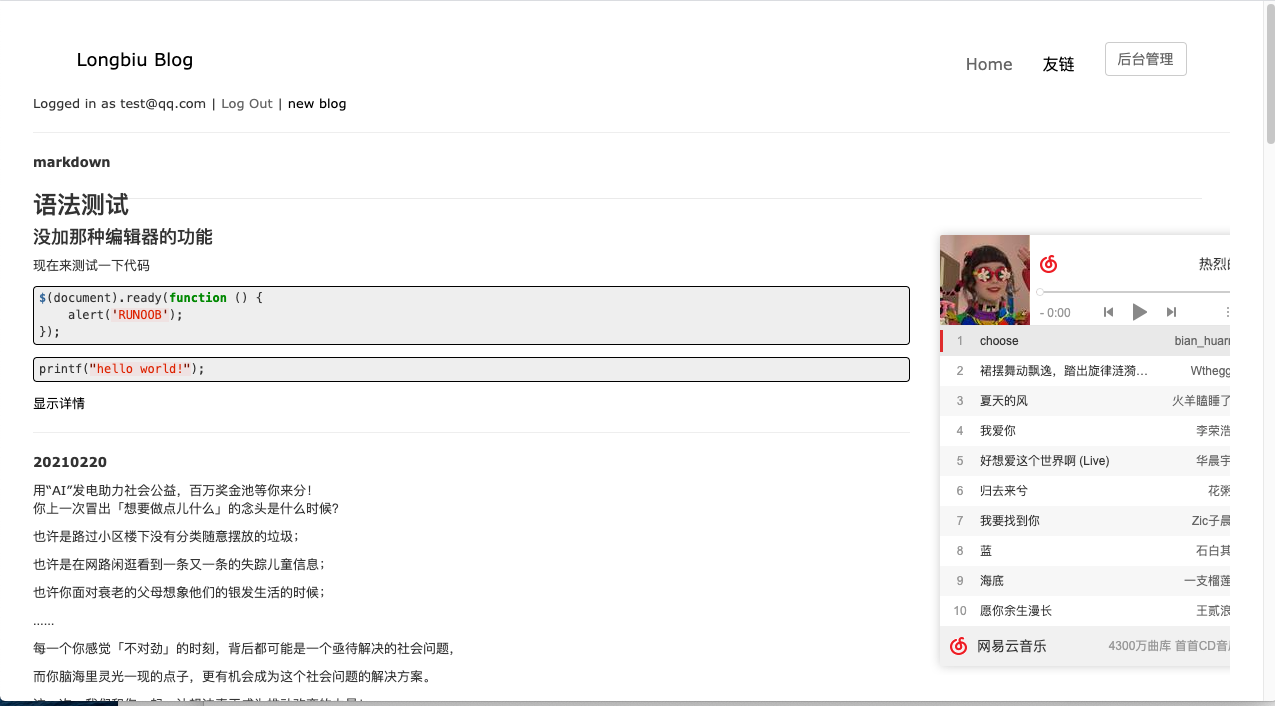 Longbiu Blog
Home 友链 后台管理
Logged in as test@qq.com | Log Out | new blog
markdown
语法测试
没加那种编辑器的功能
现在来测试一下代码
$(document).ready(function () {
alert('RUNOOB');
});
printf("hello world!");
显示详情
20210220
用“AI”发电助力社会公益，百万奖金池等你来分！
你上一次冒出「想要做点儿什么」的念头是什么时候？
也许是路过小区楼下没有分类随意摆放的垃圾；
也许是在网路闲逛看到一条又一条的失踪儿童信息；
也许你面对衰老的父母想象他们的银发生活的时候；
......
每一个你感觉「不对劲」的时刻，背后都可能是一个亟待解决的社会问题，
而你脑海里灵光一现的点子，更有机会成为这个社会问题的解决方案。
热烈
- 0:00
1 choose bian_huan
2 裙摆舞动飘逸，踏出旋律涟漪... Wthegg
3 夏天的风 火羊瞌睡了
4 我爱你 李荣浩
5 好想爱这个世界啊 (Live) 华晨宇
6 归去来兮 花粥
7 我要找到你 Zic子晨
8 蓝 石白其
9 海底 一支榴莲
10 愿你余生漫长 王贰浪
网易云音乐 4300万曲库 首首CD音